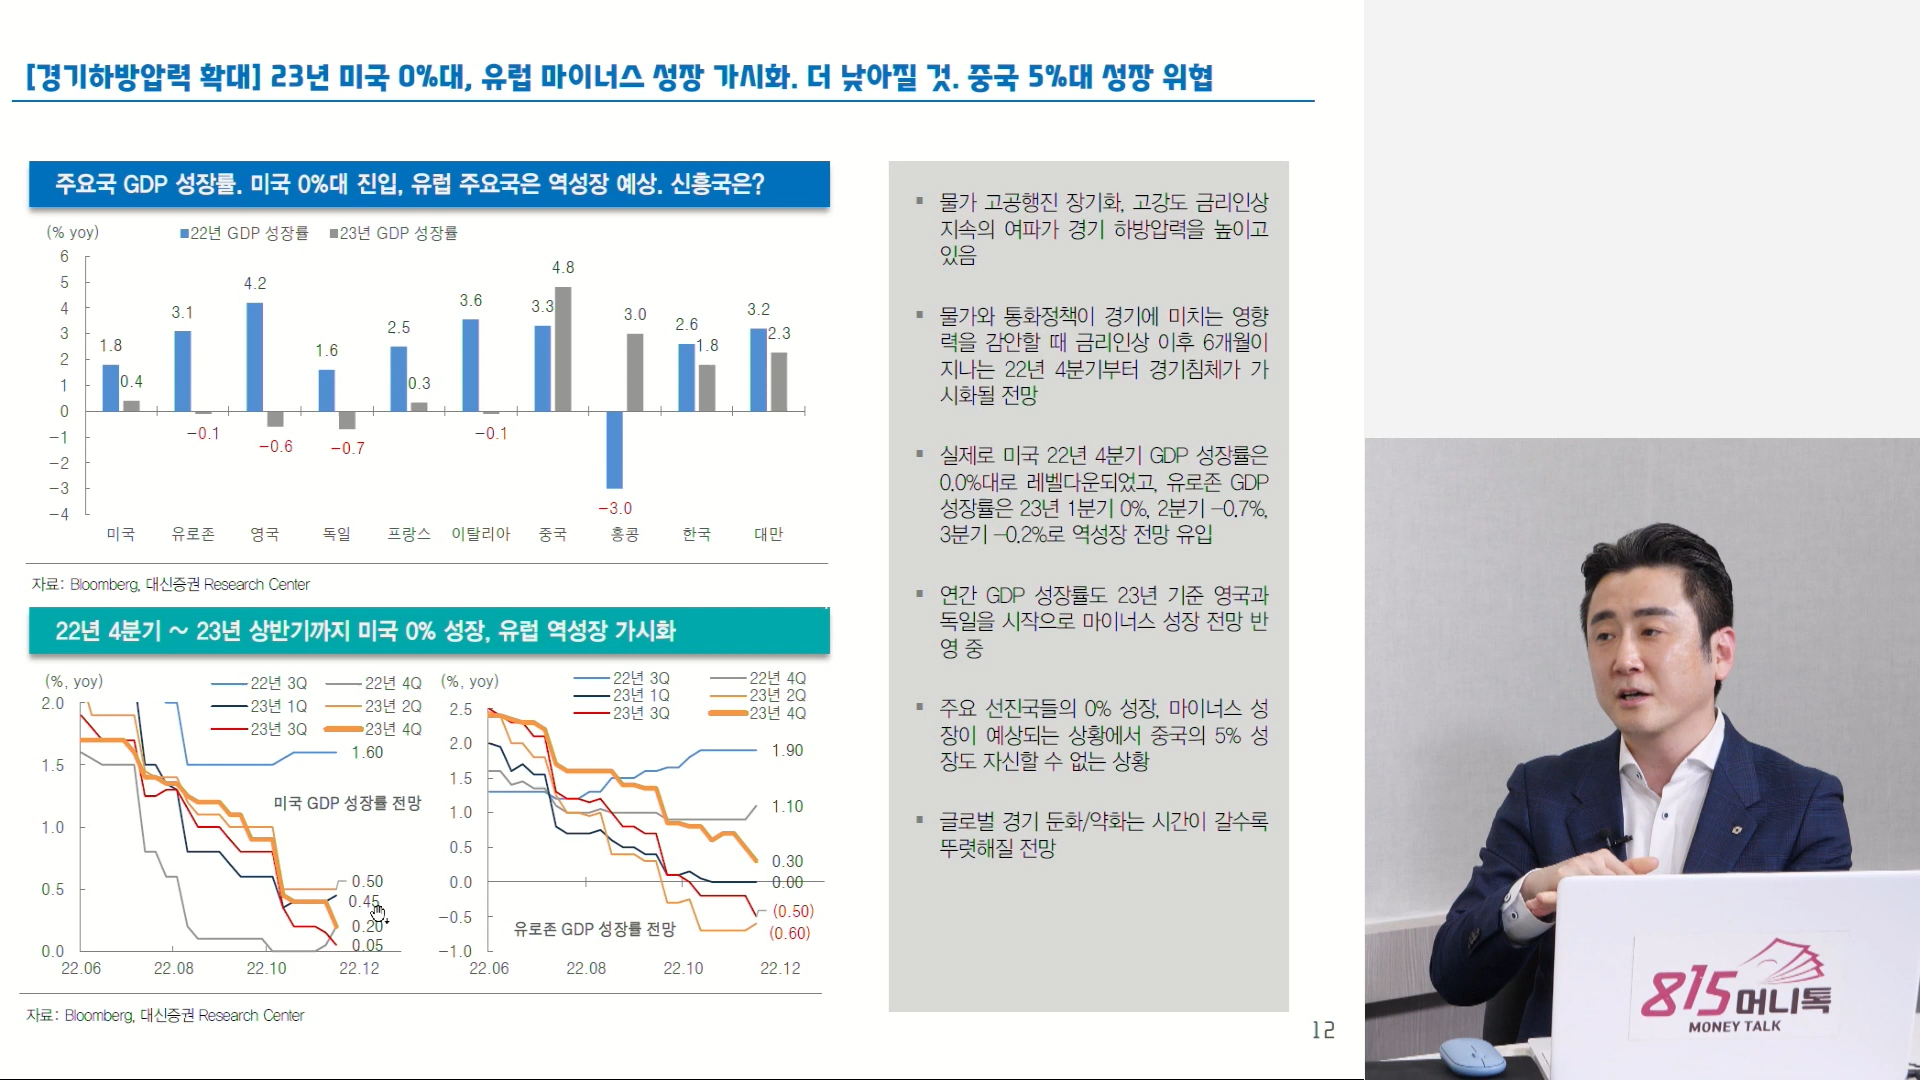 [경기하방압력 확대] 23년 미국 0%대, 유럽 마이너스 성장 가시화. 더 낮아질 것. 중국 5%대 성장 위협
주요국 GDP 성장률. 미국 0%대 진입, 유럽 주요국은 역성장 예상. 신흥국은?
(% yoy)
22년 GDP 성장률 23년 GDP 성장률
6
5
4
3
2
1
0
-1
-2
-3
-4
1.8
0.4
3.1
-0.1
4.2
-0.6
1.6
-0.7
2.5
0.3
3.6
-0.1
3.3
4.8
-3.0
3.0
2.6
1.8
3.2
2.3
미국 유로존 영국 독일 프랑스 이탈리아 중국 홍콩 한국 대만
자료: Bloomberg, 대신증권 Research Center
22년 4분기 ~ 23년 상반기까지 미국 0% 성장, 유럽 역성장 가시화
(%, yoy)
22년 3Q 22년 4Q
23년 1Q 23년 2Q
23년 3Q 23년 4Q
2.0
1.5
1.0
0.5
0.0
1.60
미국 GDP 성장률 전망
0.50
0.45
0.20
0.05
22.06 22.08 22.10 22.12
(%, yoy)
22년 3Q 22년 4Q
23년 1Q 23년 2Q
23년 3Q 23년 4Q
2.5
2.0
1.5
1.0
0.5
0.0
-0.5
-1.0
1.90
1.10
0.30
0.00
(0.50)
(0.60)
유로존 GDP 성장률 전망
22.06 22.08 22.10 22.12
자료: Bloomberg, 대신증권 Research Center
물가 고공행진 장기화, 고강도 금리인상
지속의 여파가 경기 하방압력을 높이고
있음
물가와 통화정책이 경기에 미치는 영향
력을 감안할 때 금리인상 이후 6개월이
지나는 22년 4분기부터 경기침체가 가
시화될 전망
실제로 미국 22년 4분기 GDP 성장률은
0.0%대로 레벨다운되었고, 유로존 GDP
성장률은 23년 1분기 0%, 2분기 -0.7%,
3분기 -0.2%로 역성장 전망 유입
연간 GDP 성장률도 23년 기준 영국과
독일을 시작으로 마이너스 성장 전망 반
영 중
주요 선진국들의 0% 성장, 마이너스 성
장이 예상되는 상황에서 중국의 5% 성
장도 자신할 수 없는 상황
글로벌 경기 둔화/약화는 시간이 갈수록
뚜렷해질 전망
12
815머니톡
MONEY TALK